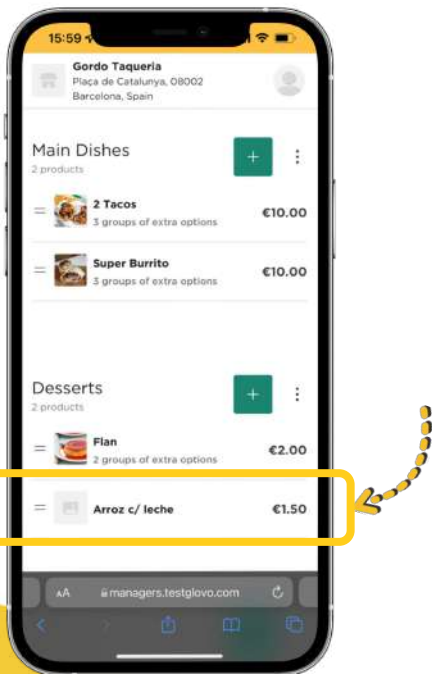 15:59
Gordo Taqueria
Plaça de Catalunya, 08002
Barcelona, Spain
Main Dishes
2 products
2 Tacos
3 groups of extra options
€10.00
Super Burrito
3 groups of extra options
€10.00
Desserts
2 products
Flan
2 groups of extra options
€2.00
Arroz c/ leche
€1.50
AA
managers.testglovo.com